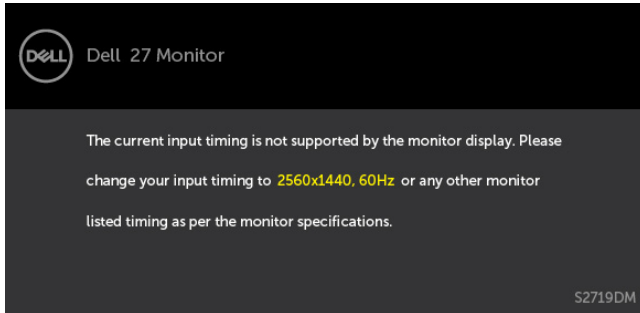 DELL
Dell 27 Monitor
The current input timing is not supported by the monitor display. Please
change your input timing to 2560x1440, 60Hz or any other monitor
listed timing as per the monitor specifications.
S2719DM